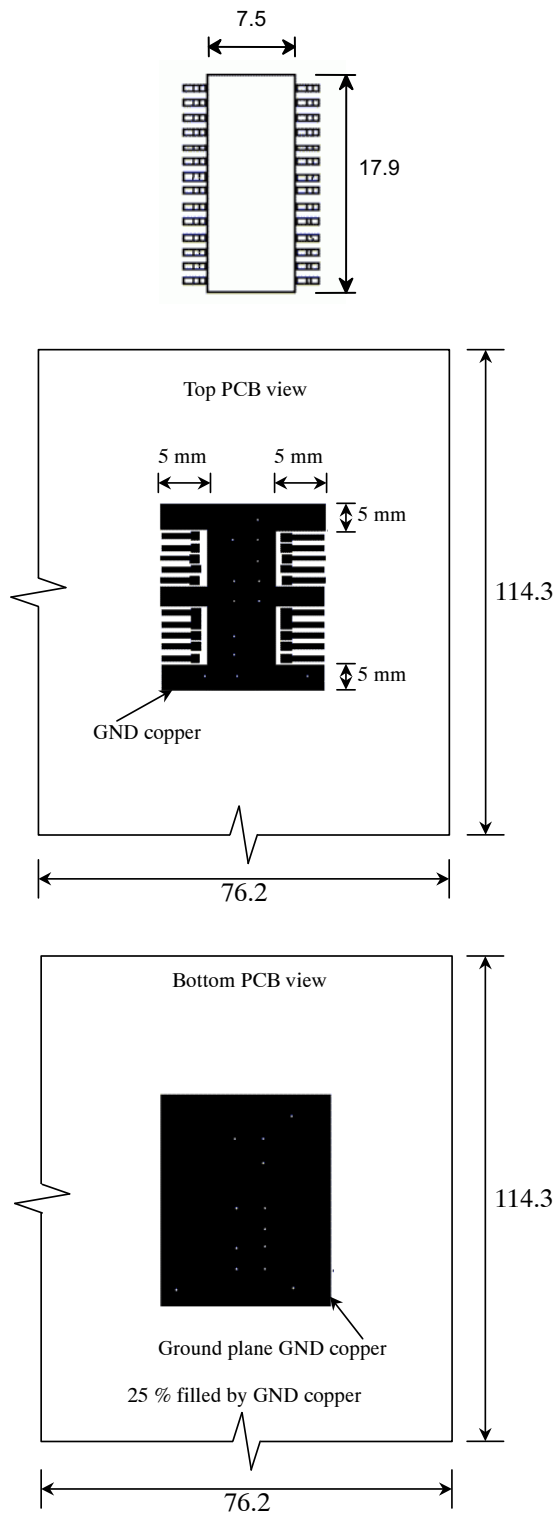 7.5
17.9
Top PCB view
5 mm 5 mm
5 mm
114.3
5 mm
GND copper
76.2
Bottom PCB view
114.3
Ground plane GND copper
25 % filled by GND copper
76.2